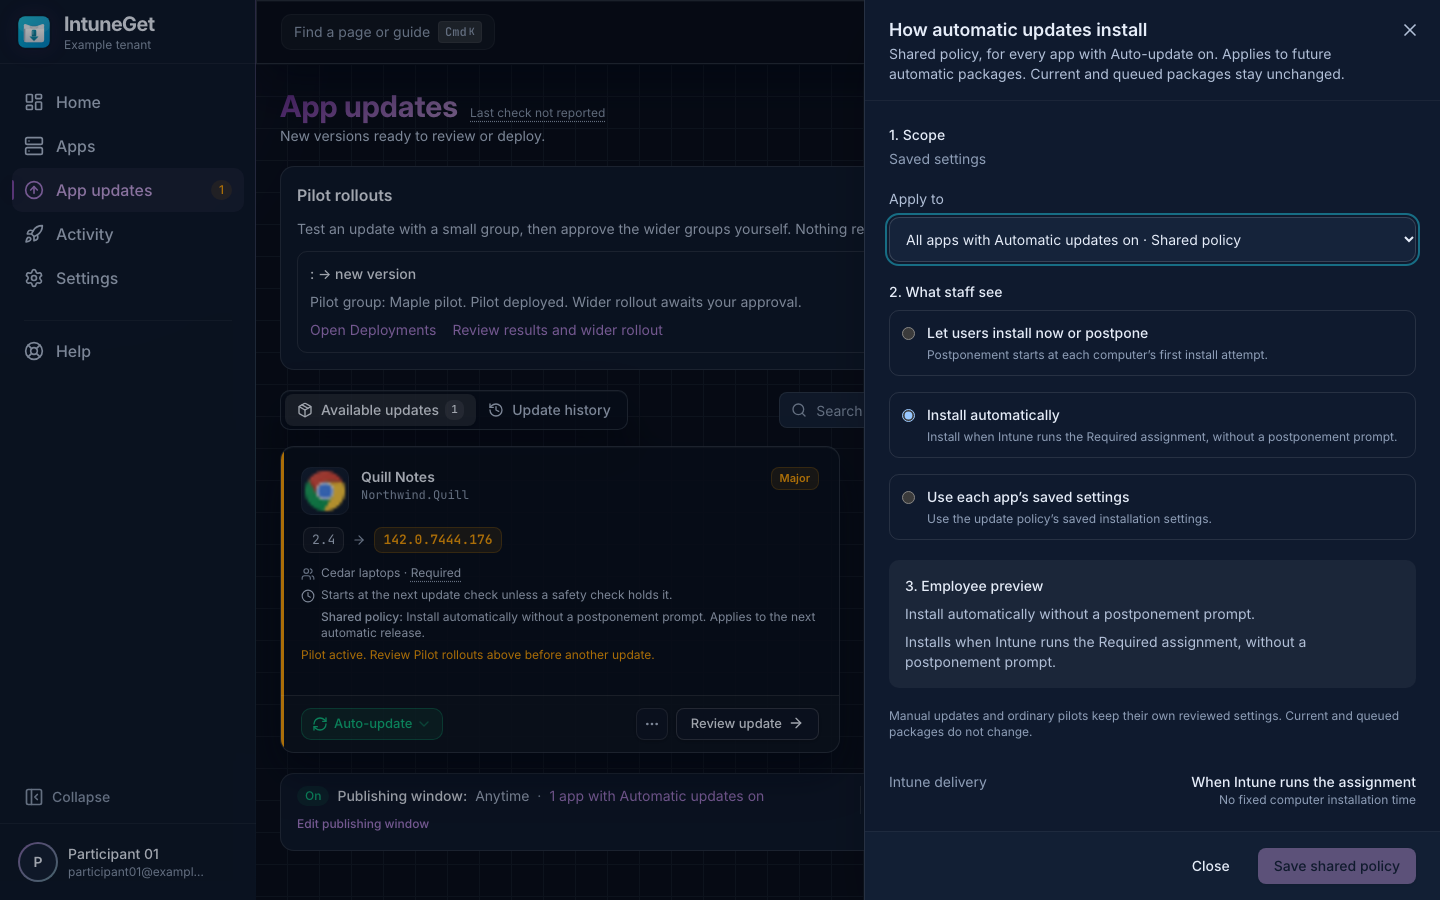 IntuneGet
Example tenant
Home
Apps
App updates 1
Activity
Settings
Help
Collapse
P
Participant 01
participant01@exampl...
Find a page or guide Cmd K
App updates Last check not reported
New versions ready to review or deploy.
Pilot rollouts
Test an update with a small group, then approve the wider groups yourself. Nothing re
: → new version
Pilot group: Maple pilot. Pilot deployed. Wider rollout awaits your approval.
Open Deployments Review results and wider rollout
Available updates 1 Update history
Search
Quill Notes Major
Northwind.Quill
2.4 → 142.0.7444.176
Cedar laptops · Required
Starts at the next update check unless a safety check holds it.
Shared policy: Install automatically without a postponement prompt. Applies to the next
automatic release.
Pilot active. Review Pilot rollouts above before another update.
Auto-update ... Review update →
On Publishing window: Anytime · 1 app with Automatic updates on
Edit publishing window
How automatic updates install
Shared policy, for every app with Auto-update on. Applies to future
automatic packages. Current and queued packages stay unchanged.
1. Scope
Saved settings
Apply to
All apps with Automatic updates on · Shared policy
2. What staff see
Let users install now or postpone
Postponement starts at each computer’s first install attempt.
Install automatically
Install when Intune runs the Required assignment, without a postponement prompt.
Use each app’s saved settings
Use the update policy’s saved installation settings.
3. Employee preview
Install automatically without a postponement prompt.
Installs when Intune runs the Required assignment, without a
postponement prompt.
Manual updates and ordinary pilots keep their own reviewed settings. Current and queued
packages do not change.
Intune delivery When Intune runs the assignment
No fixed computer installation time
Close Save shared policy